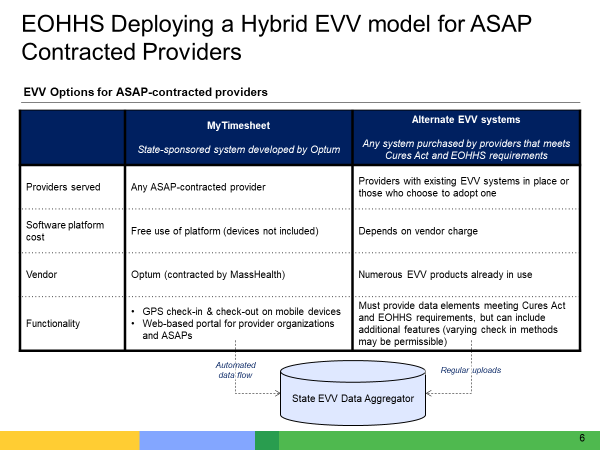 EOHHS Deploying a Hybrid EVV model for ASAP
Contracted Providers
EVV Options for ASAP-contracted providers
MyTimesheet
State-sponsored system developed by Optum
Alternate EVV systems
Any system purchased by providers that meets
Cures Act and EOHHS requirements
Providers served
Any ASAP-contracted provider
Providers with existing EVV systems in place or
those who choose to adopt one
Software platform
cost
Free use of platform (devices not included)
Depends on vendor charge
Vendor
Optum (contracted by MassHealth)
Numerous EVV products already in use
Functionality
• GPS check-in & check-out on mobile devices
• Web-based portal for provider organizations
and ASAPs
Must provide data elements meeting Cures Act
and EOHHS requirements, but can include
additional features (varying check in methods
may be permissible)
Automated
data flow
Regular uploads
State EVV Data Aggregator
6